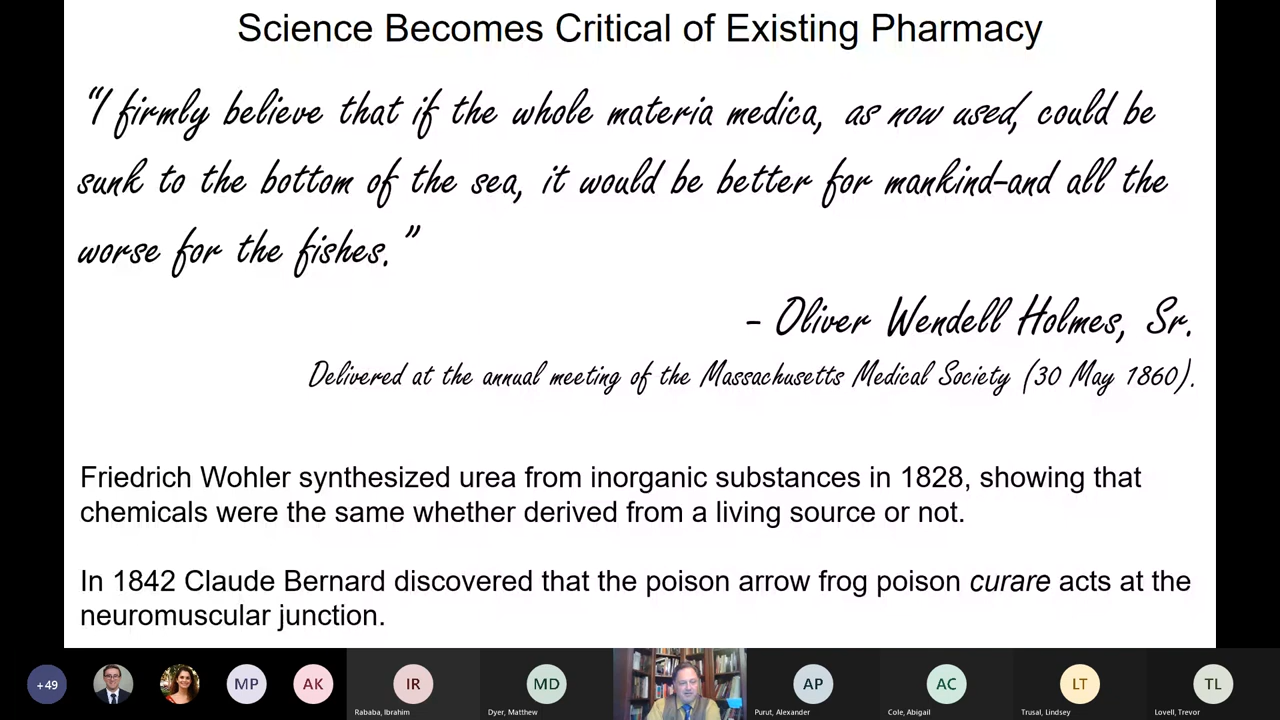 Science Becomes Critical of Existing Pharmacy
“I firmly believe that if the whole materia medica, as now used, could be
sunk to the bottom of the sea, it would be better for mankind-and all the
worse for the fishes.”
- Oliver Wendell Holmes, Sr.
Delivered at the annual meeting of the Massachusetts Medical Society (30 May 1860).
Friedrich Wohler synthesized urea from inorganic substances in 1828, showing that
chemicals were the same whether derived from a living source or not.
In 1842 Claude Bernard discovered that the poison arrow frog poison curare acts at the
neuromuscular junction.
+49 MP AK IR MD AP AC LT TL
Rababa, Ibrahim Dyer, Matthew Purut, Alexander Cole, Abigail Trusal, Lindsey Lovell, Trevor